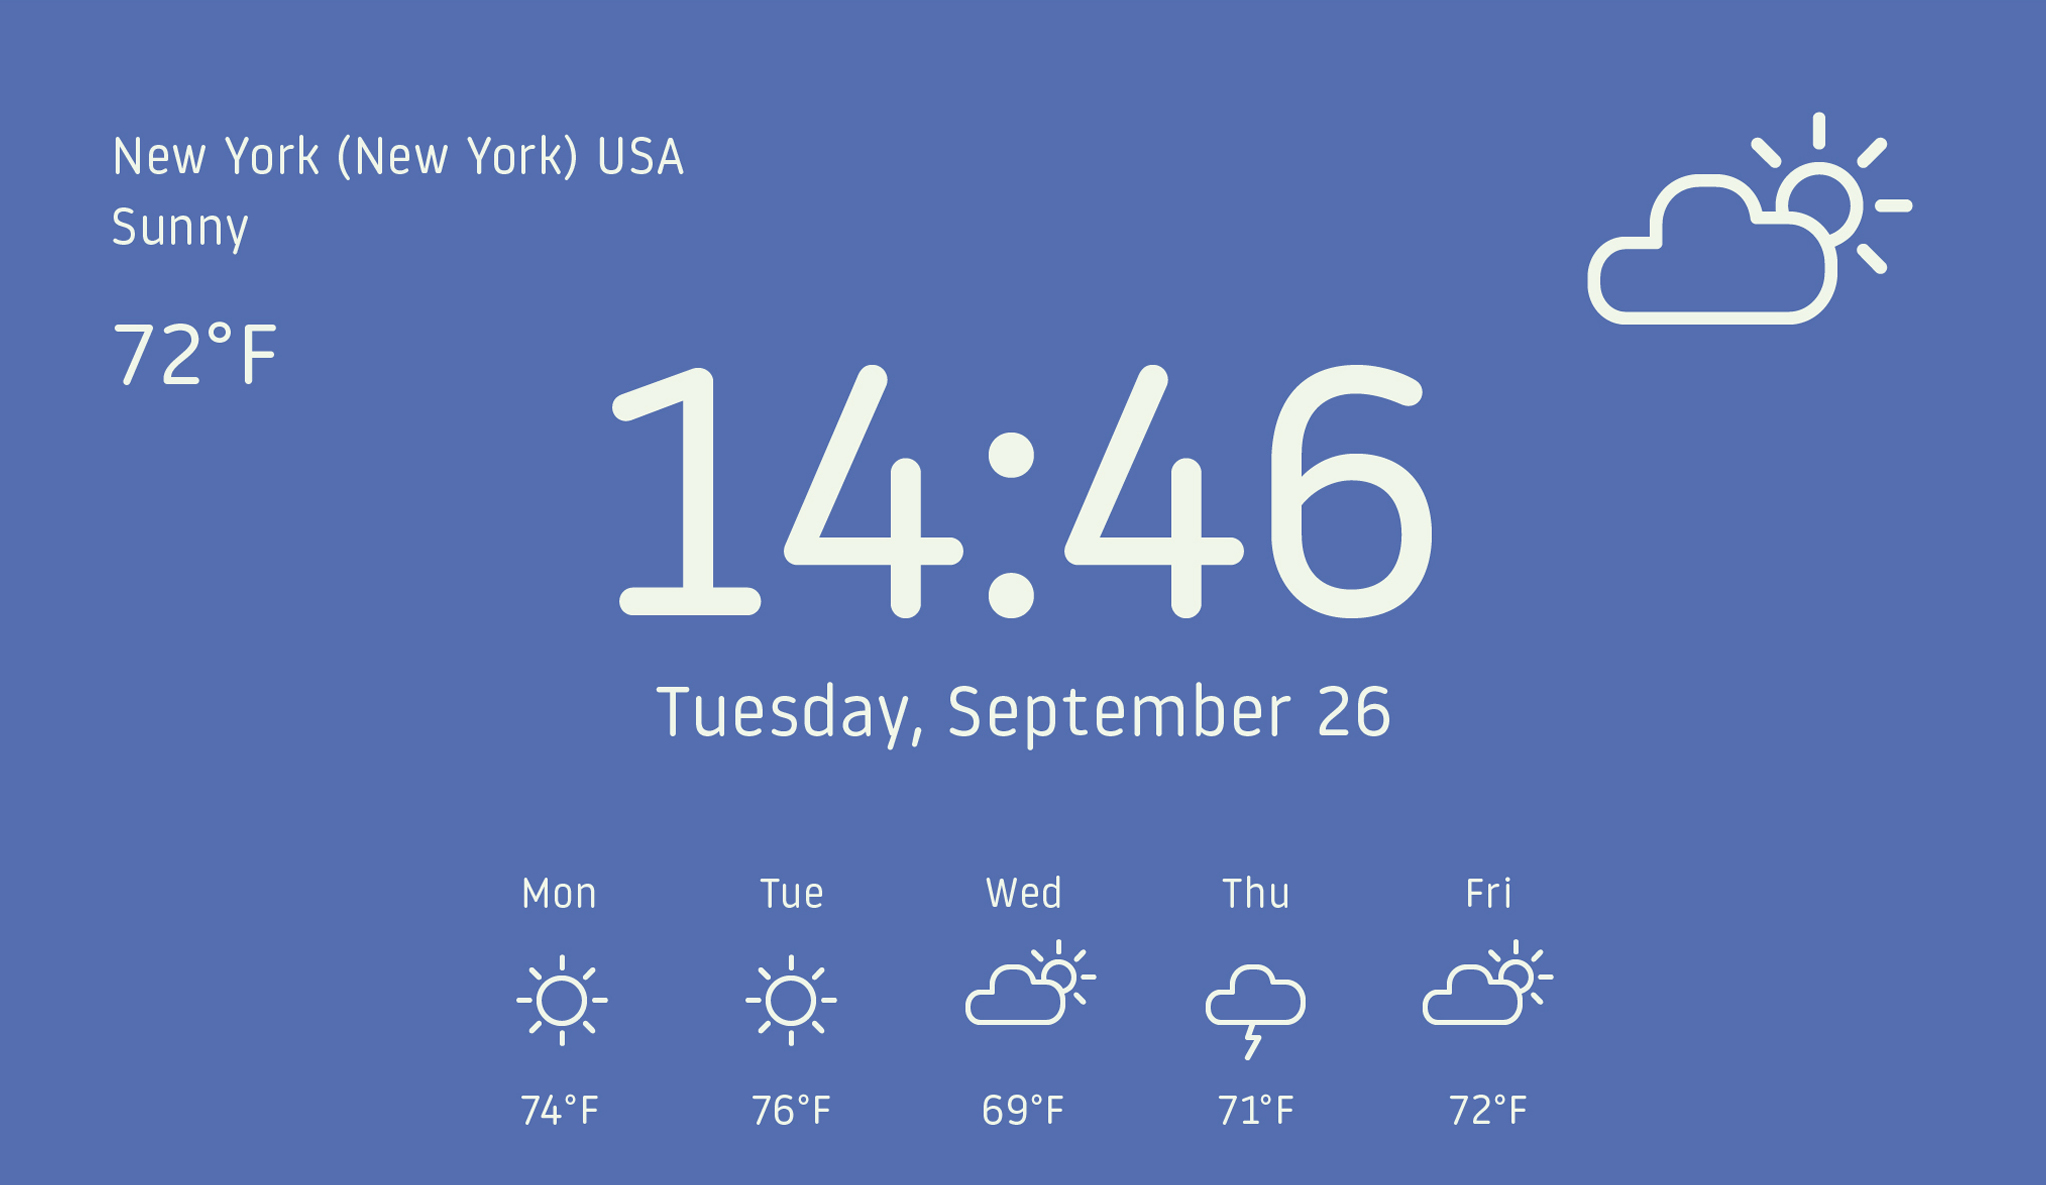 New York (New York) USA
Sunny
72°F
14:46
Tuesday, September 26
Mon Tue Wed Thu Fri
74°F 76°F 69°F 71°F 72°F